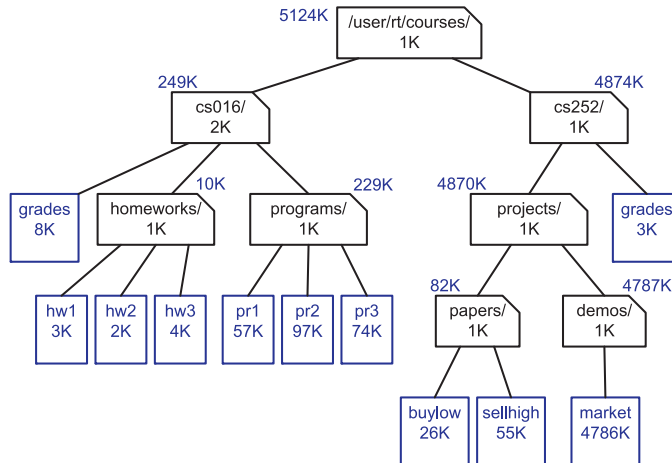 5124K
/user/rt/courses/
1K
249K
cs016/
2K
4874K
cs252/
1K
grades
8K
10K
homeworks/
1K
229K
programs/
1K
4870K
projects/
1K
grades
3K
hw1
3K
hw2
2K
hw3
4K
pr1
57K
pr2
97K
pr3
74K
82K
papers/
1K
4787K
demos/
1K
buylow
26K
sellhigh
55K
market
4786K